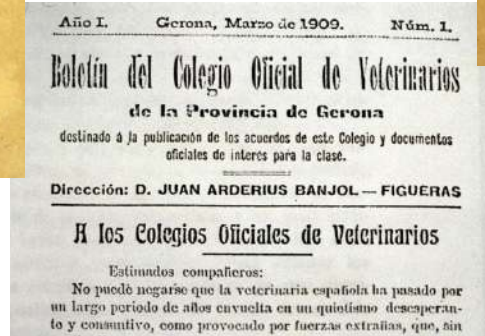 Año I. Gerona, Marzo de 1909. Núm. 1.
Boletín del Colegio Oficial de Veterinarios
de la Provincia de Gerona
destinado á la publicación de los acuerdos de este Colegio y documentos
oficiales de interés para la clase.
Dirección: D. JUAN ARDERIUS BANJOL — FIGUERAS
A los Colegios Oficiales de Veterinarios
Estimados compañeros:
No puede negarse que la veterinaria española ha pasado por
un largo periodo de años envuelta en un quietismo desesperan-
to y consuntivo, como provocado por fuerzas extrañas, que, sin